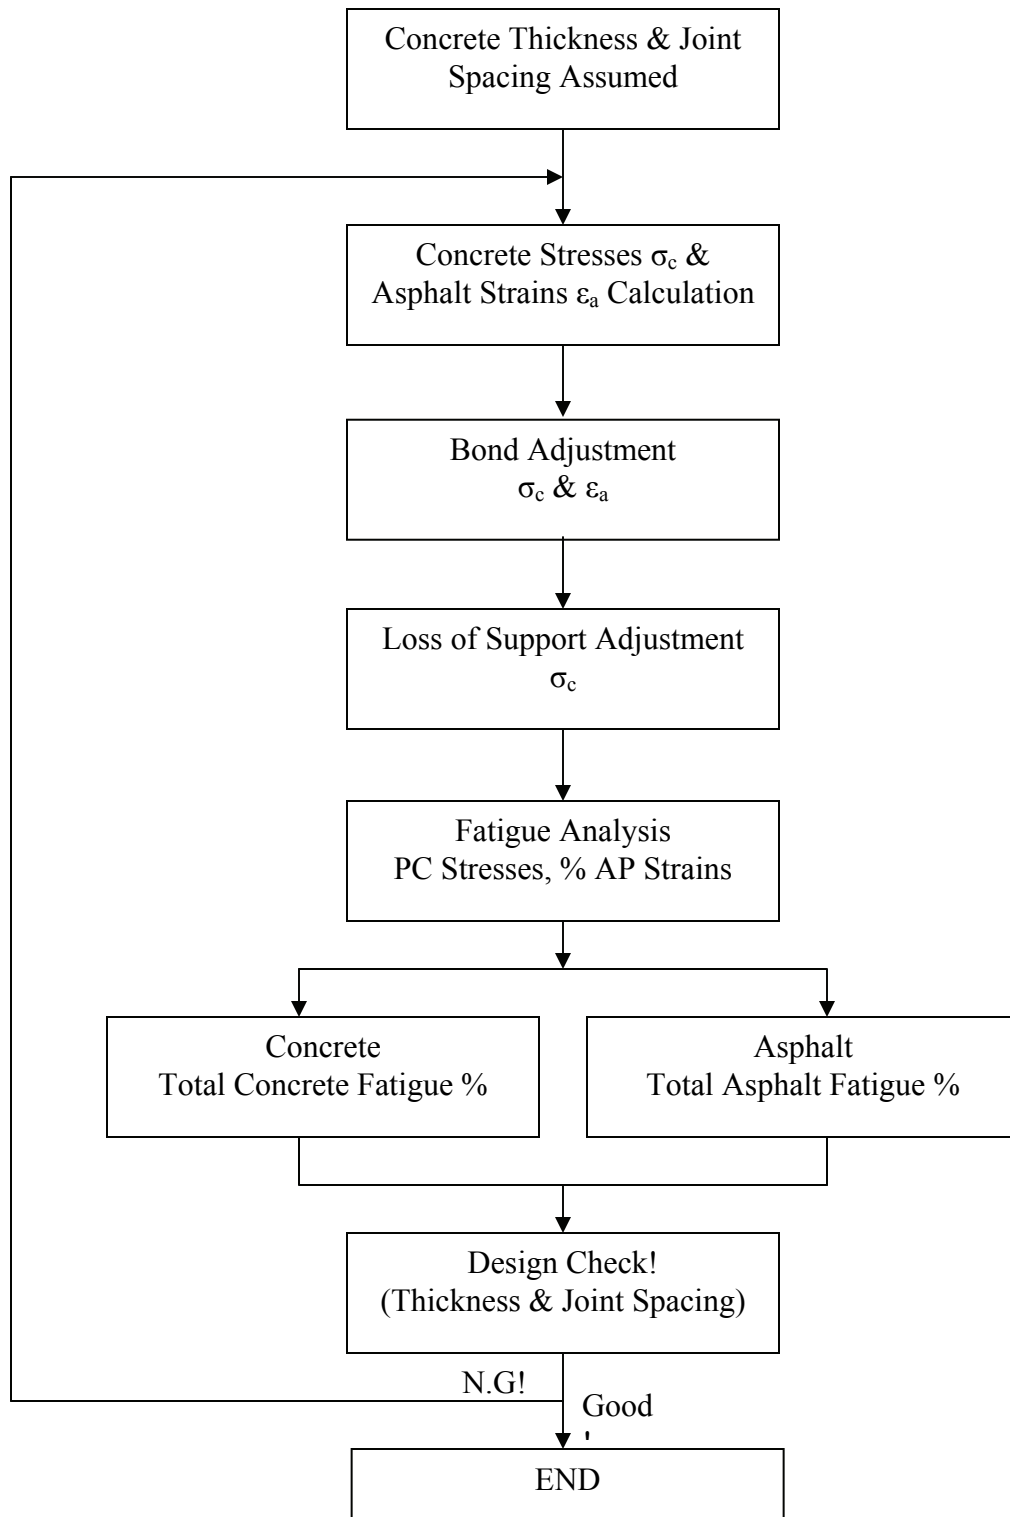 Concrete Thickness & Joint
Spacing Assumed
Concrete Stresses σc &
Asphalt Strains εa Calculation
Bond Adjustment
σc & εa
Loss of Support Adjustment
σc
Fatigue Analysis
PC Stresses, % AP Strains
Concrete
Total Concrete Fatigue %
Asphalt
Total Asphalt Fatigue %
Design Check!
(Thickness & Joint Spacing)
N.G!
Good
END